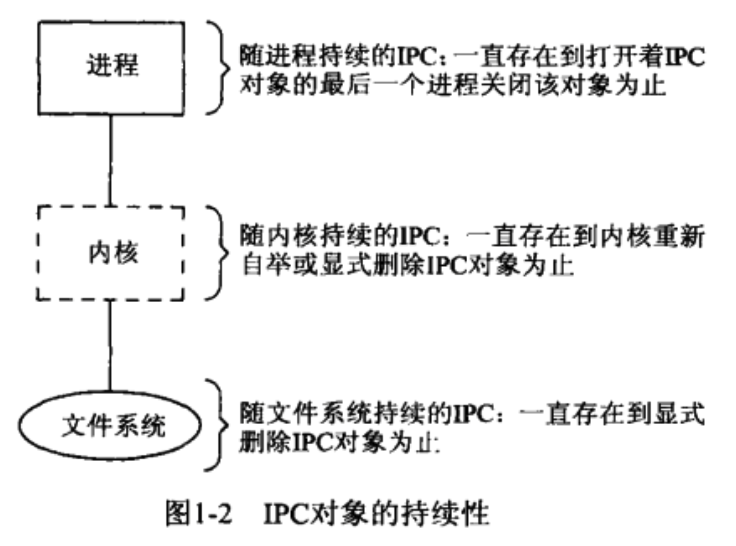 进程
随进程持续的IPC：一直存在到打开着IPC
对象的最后一个进程关闭该对象为止
内核
随内核持续的IPC：一直存在到内核重新
自举或显式删除IPC对象为止
文件系统
随文件系统持续的IPC：一直存在到显式
删除IPC对象为止
图1-2 IPC对象的持续性